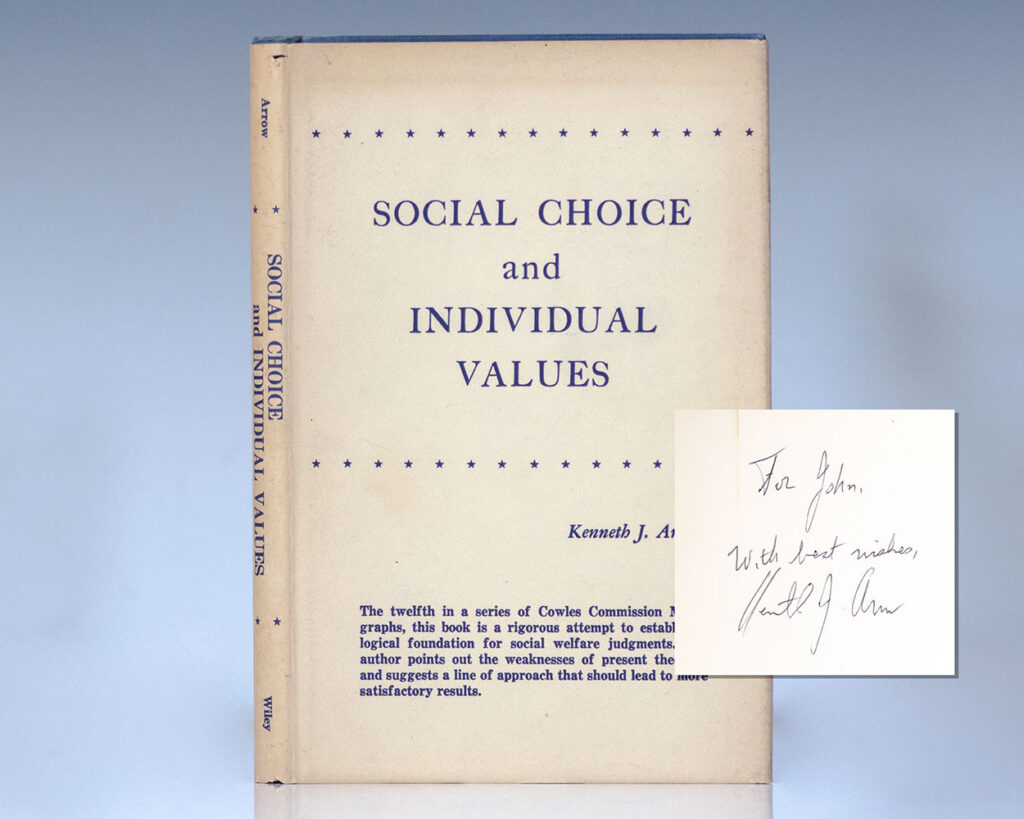 Arrow
SOCIAL CHOICE
and INDIVIDUAL VALUES
Wiley
SOCIAL CHOICE
and
INDIVIDUAL
VALUES
Kenneth J.
The twelfth in a series of Cowles Commission
graphs, this book is a rigorous attempt to
logical foundation for social welfare judgments.
author points out the weaknesses of present
and suggests a line of approach that should lead to more
satisfactory results.
For John,
With best wishes,
Kenneth J. Arrow